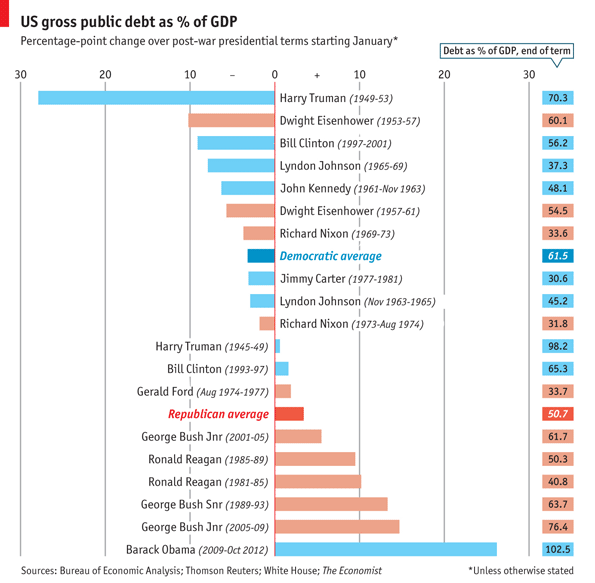 US gross public debt as % of GDP
Percentage-point change over post-war presidential terms starting January*
Debt as % of GDP, end of term
30 20 10 – 0 + 10 20 30
Harry Truman (1949-53) 70.3
Dwight Eisenhower (1953-57) 60.1
Bill Clinton (1997-2001) 56.2
Lyndon Johnson (1965-69) 37.3
John Kennedy (1961-Nov 1963) 48.1
Dwight Eisenhower (1957-61) 54.5
Richard Nixon (1969-73) 33.6
Democratic average 61.5
Jimmy Carter (1977-1981) 30.6
Lyndon Johnson (Nov 1963-1965) 45.2
Richard Nixon (1973-Aug 1974) 31.8
Harry Truman (1945-49) 98.2
Bill Clinton (1993-97) 65.3
Gerald Ford (Aug 1974-1977) 33.7
Republican average 50.7
George Bush Jnr (2001-05) 61.7
Ronald Reagan (1985-89) 50.3
Ronald Reagan (1981-85) 40.8
George Bush Snr (1989-93) 63.7
George Bush Jnr (2005-09) 76.4
Barack Obama (2009-Oct 2012) 102.5
Sources: Bureau of Economic Analysis; Thomson Reuters; White House; The Economist *Unless otherwise stated